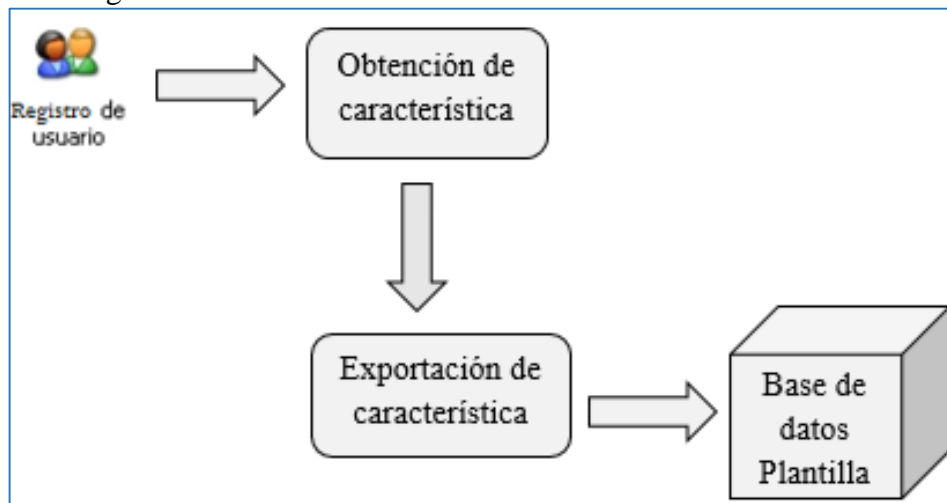 Registro de
usuario
Obtención de
característica
Exportación de
característica
Base de
datos
Plantilla